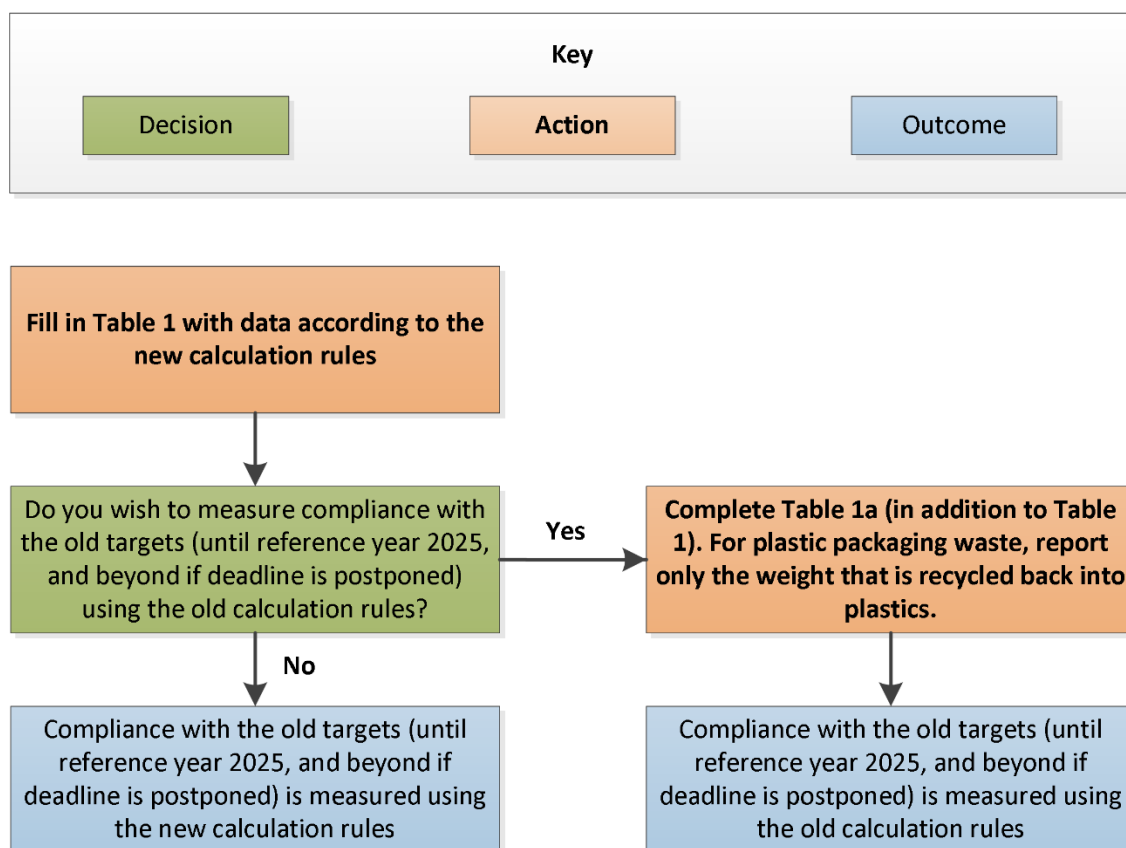 Key
Decision
Action
Outcome
Fill in Table 1 with data according to the
new calculation rules
Do you wish to measure compliance with
the old targets (until reference year 2025,
and beyond if deadline is postponed)
using the old calculation rules?
Yes
Complete Table 1a (in addition to Table
1). For plastic packaging waste, report
only the weight that is recycled back into
plastics.
No
Compliance with the old targets (until
reference year 2025, and beyond if
deadline is postponed) is measured using
the new calculation rules
Compliance with the old targets (until
reference year 2025, and beyond if
deadline is postponed) is measured using
the old calculation rules